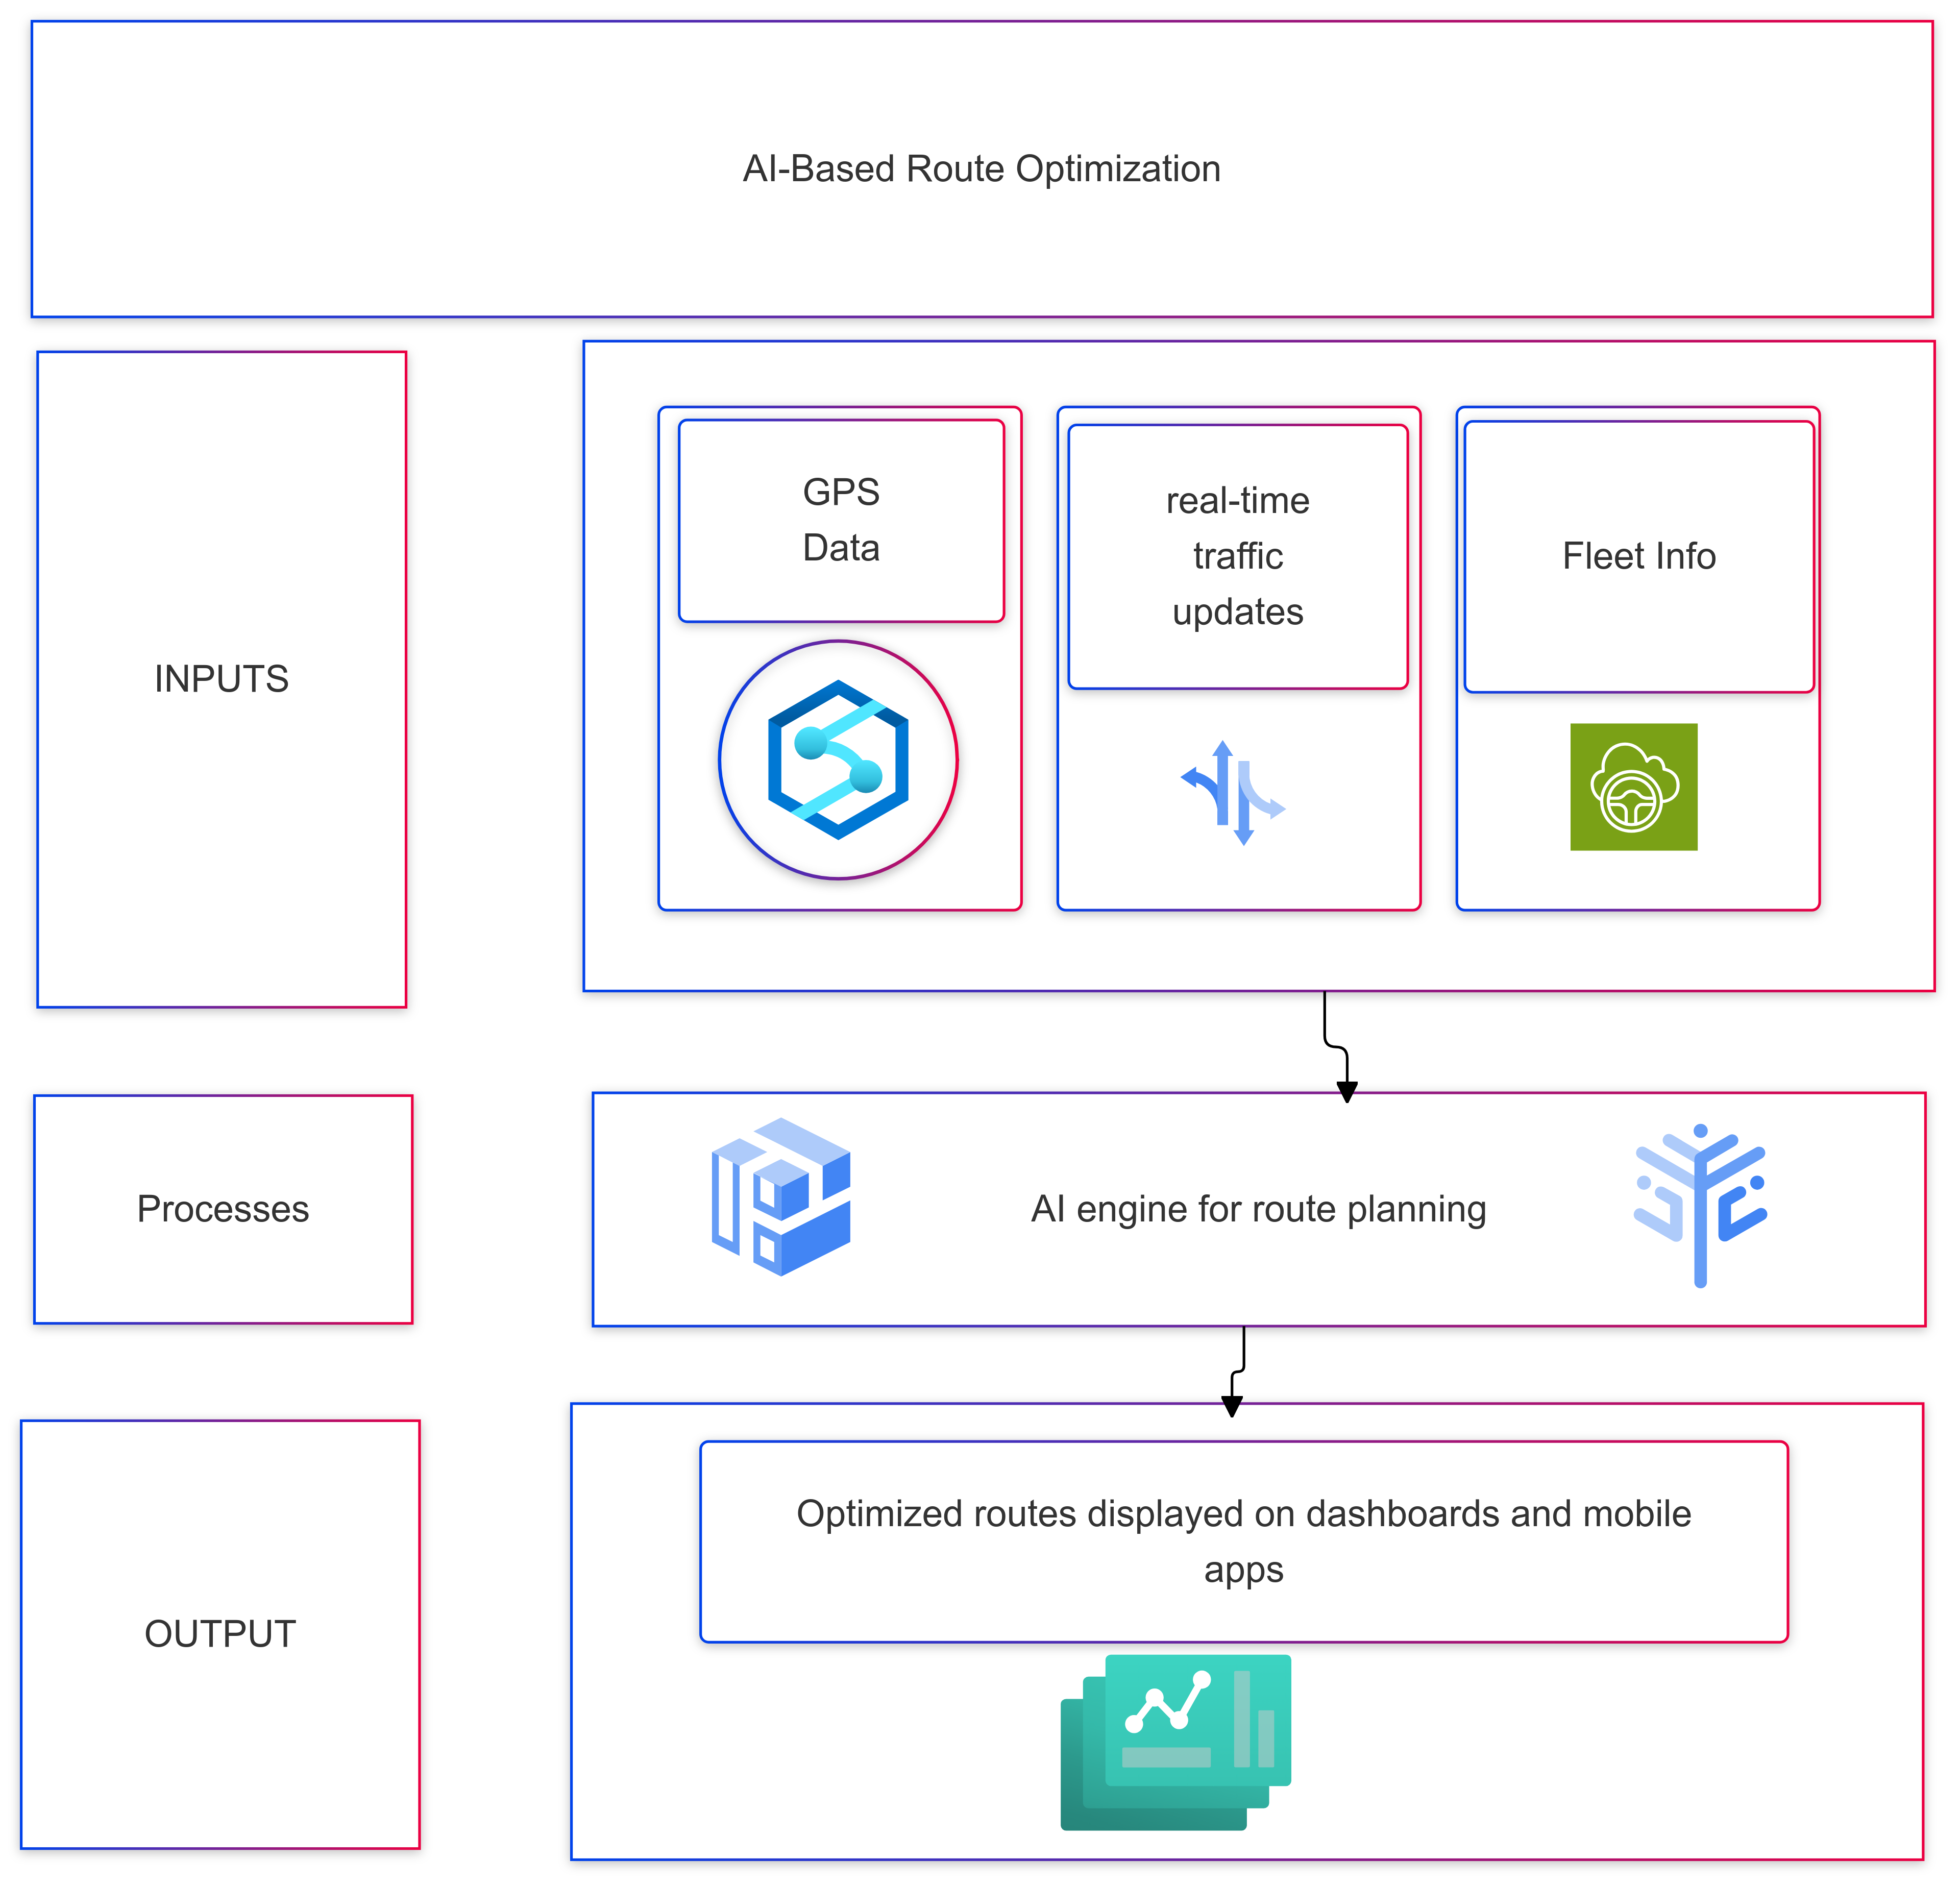 AI-Based Route Optimization
INPUTS
GPS
Data
real-time
traffic
updates
Fleet Info
Processes
AI engine for route planning
OUTPUT
Optimized routes displayed on dashboards and mobile
apps